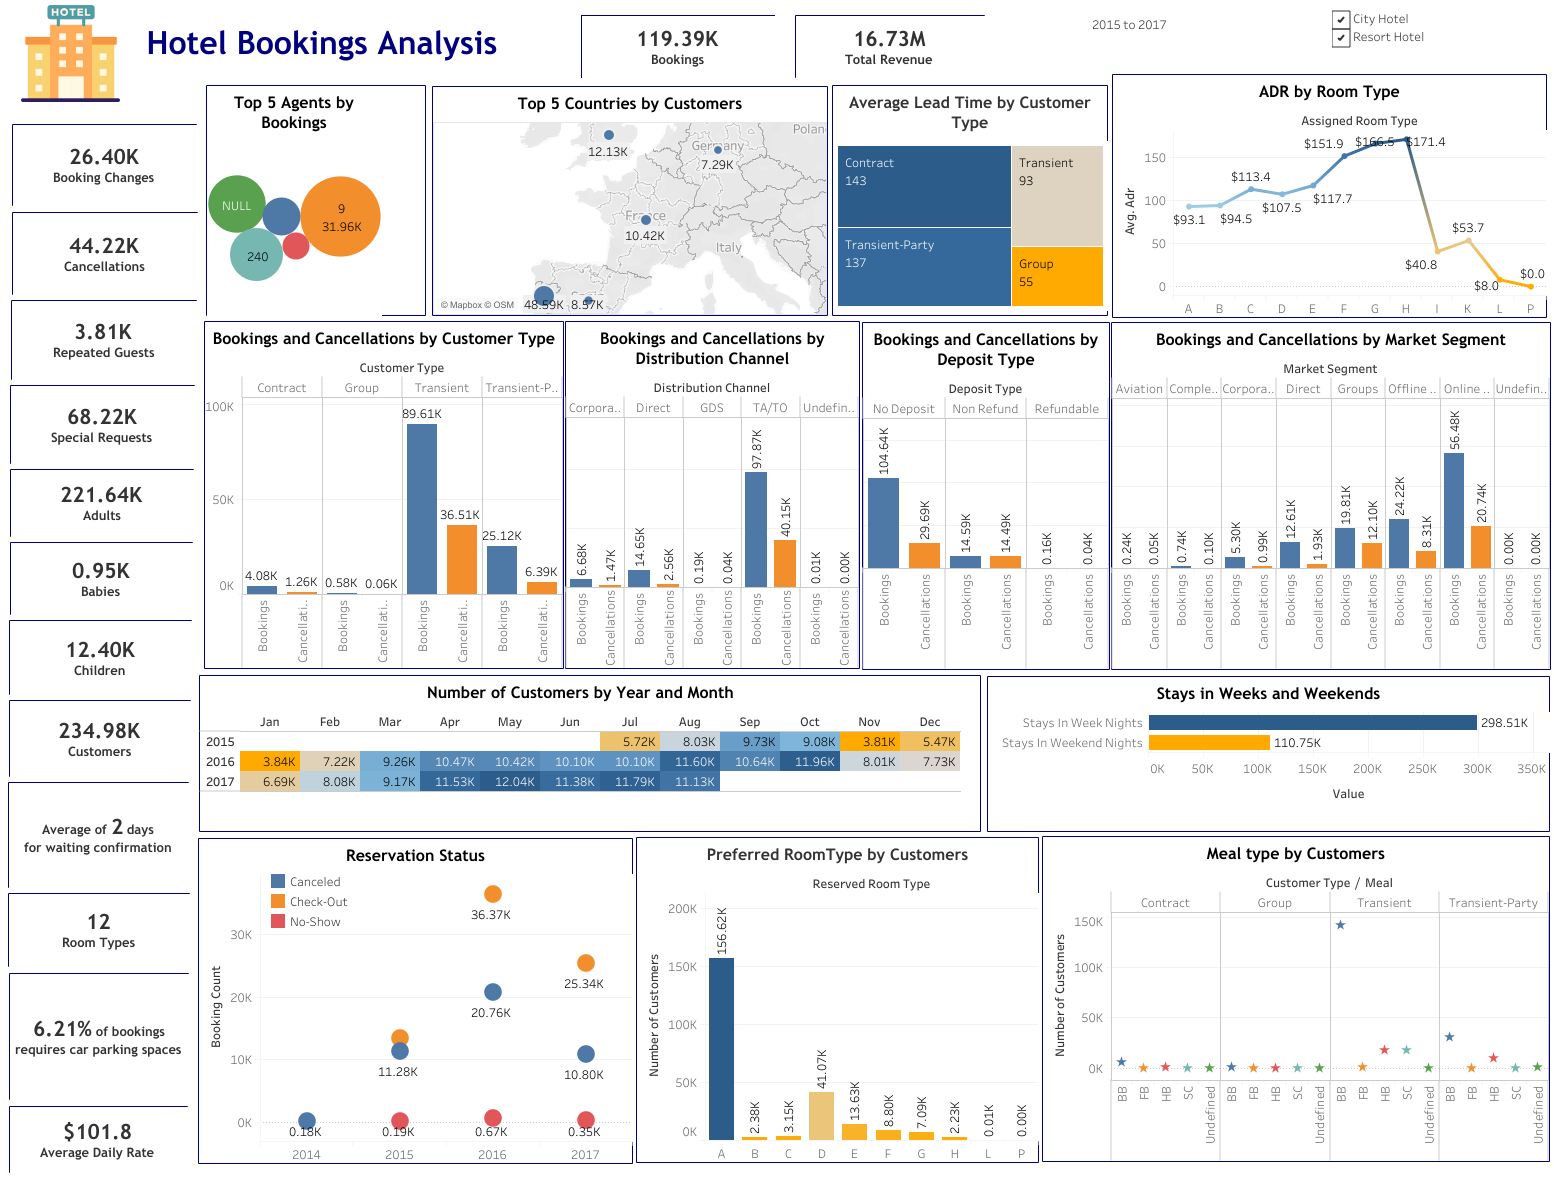 HOTEL
Hotel Bookings Analysis
119.39K
Bookings
16.73M
Total Revenue
2015 to 2017
City Hotel
Resort Hotel
26.40K
Booking Changes
44.22K
Cancellations
3.81K
Repeated Guests
68.22K
Special Requests
221.64K
Adults
0.95K
Babies
12.40K
Children
234.98K
Customers
Average of 2 days
for waiting confirmation
12
Room Types
6.21% of bookings
requires car parking spaces
$101.8
Average Daily Rate
Top 5 Agents by
Bookings
NULL
9
31.96K
240
Top 5 Countries by Customers
Poland
12.13K
Germany
7.29K
France
10.42K
Italy
48.59K 8.57K
© Mapbox © OSM
Average Lead Time by Customer
Type
Contract
143
Transient
93
Transient-Party
137
Group
55
ADR by Room Type
Assigned Room Type
Avg. Adr
150
100
50
0
$93.1
$94.5
$113.4
$107.5
$117.7
$151.9
$166.5
$171.4
$40.8
$53.7
$8.0
$0.0
A B C D E F G H I K L P
Bookings and Cancellations by Customer Type
Customer Type
Contract Group Transient Transient-P..
100K
50K
0K
4.08K 1.26K 0.58K 0.06K 89.61K 36.51K 25.12K 6.39K
Bookings Cancellati.. Bookings Cancellati.. Bookings Cancellati.. Bookings Cancellati..
Bookings and Cancellations by
Distribution Channel
Distribution Channel
Corpora.. Direct GDS TA/TO Undefin..
6.68K 1.47K 14.65K 2.56K 0.19K 0.04K 97.87K 40.15K 0.01K 0.00K
Bookings Cancellations Bookings Cancellations Bookings Cancellations Bookings Cancellations Bookings Cancellations
Bookings and Cancellations by
Deposit Type
Deposit Type
No Deposit Non Refund Refundable
104.64K 29.69K 14.59K 14.49K 0.16K 0.04K
Bookings Cancellations Bookings Cancellations Bookings Cancellations
Bookings and Cancellations by Market Segment
Market Segment
Aviation Comple.. Corpora.. Direct Groups Offline .. Online .. Undefin..
0.24K 0.05K 0.74K 0.10K 5.30K 0.99K 12.61K 1.93K 19.81K 12.10K 24.22K 8.31K 56.48K 20.74K 0.00K 0.00K
Bookings Cancellations Bookings Cancellations Bookings Cancellations Bookings Cancellations Bookings Cancellations Bookings Cancellations Bookings Cancellations Bookings Cancellations
Number of Customers by Year and Month
Jan Feb Mar Apr May Jun Jul Aug Sep Oct Nov Dec
2015 5.72K 8.03K 9.73K 9.08K 3.81K 5.47K
2016 3.84K 7.22K 9.26K 10.47K 10.42K 10.10K 10.10K 11.60K 10.64K 11.96K 8.01K 7.73K
2017 6.69K 8.08K 9.17K 11.53K 12.04K 11.38K 11.79K 11.13K
Stays in Weeks and Weekends
Stays In Week Nights 298.51K
Stays In Weekend Nights 110.75K
0K 50K 100K 150K 200K 250K 300K 350K
Value
Reservation Status
Canceled
Check-Out
No-Show
Booking Count
30K
20K
10K
0K
36.37K
25.34K
20.76K
11.28K
10.80K
0.18K 0.19K 0.67K 0.35K
2014 2015 2016 2017
Preferred RoomType by Customers
Reserved Room Type
Number of Customers
200K
150K
100K
50K
0K
156.62K 2.38K 3.15K 41.07K 13.63K 8.80K 7.09K 2.23K 0.01K 0.00K
A B C D E F G H L P
Meal type by Customers
Customer Type / Meal
Contract Group Transient Transient-Party
Number of Customers
150K
100K
50K
0K
BB FB HB SC Undefined BB FB HB SC Undefined BB FB HB SC Undefined BB FB HB SC Undefined